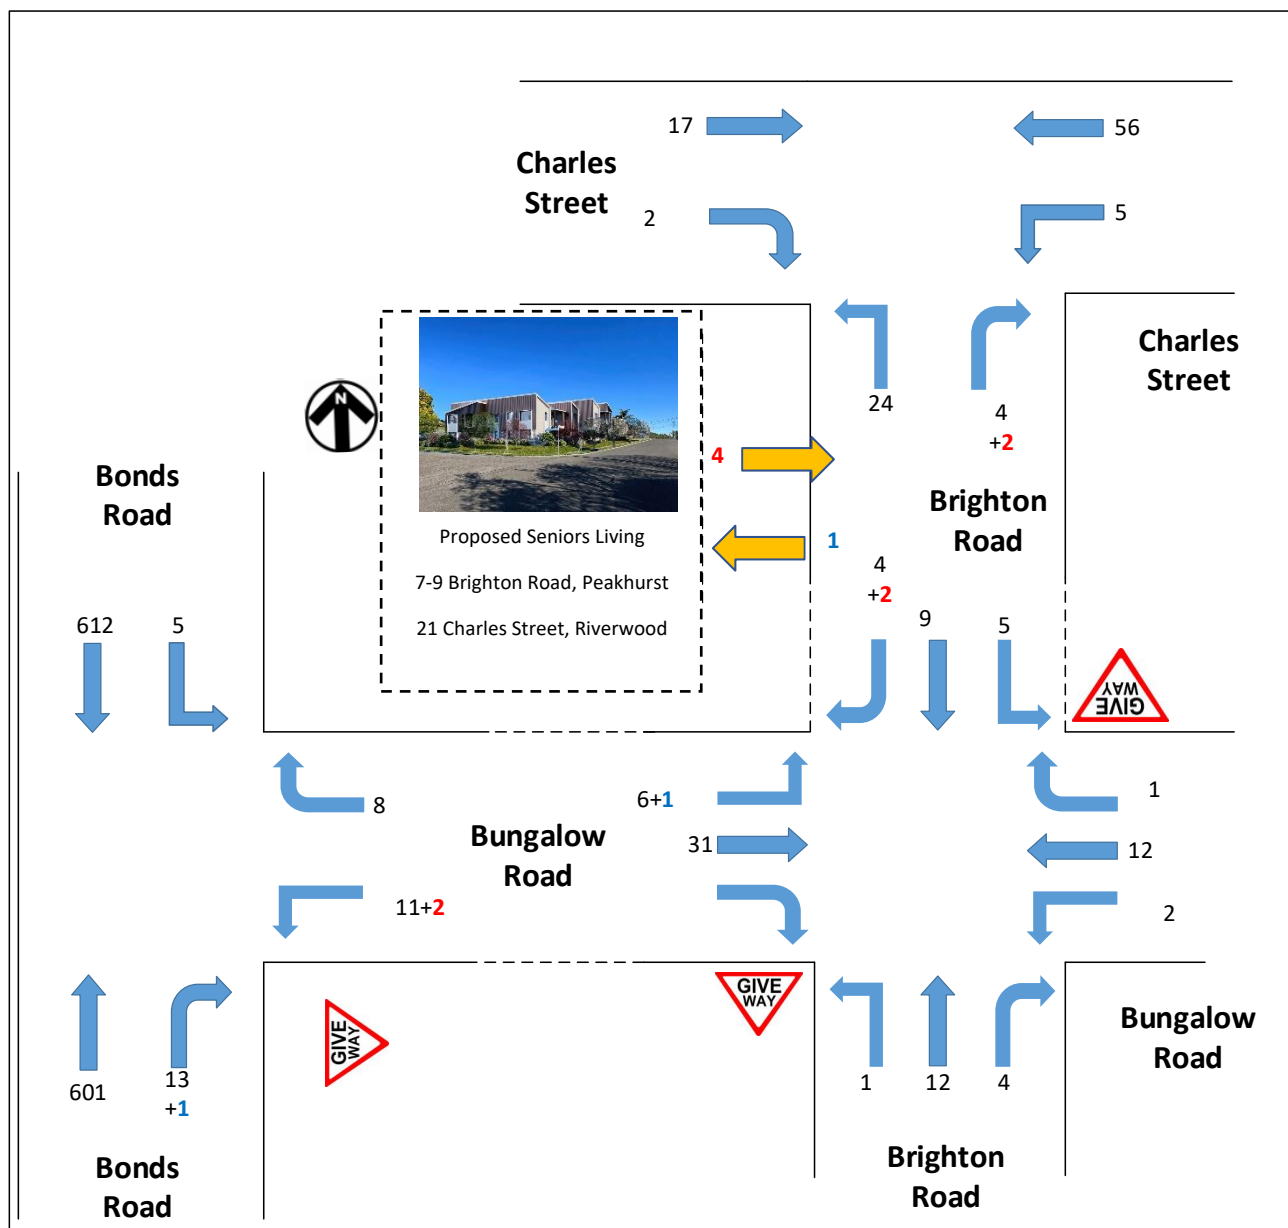 17
56
Charles
Street
2
5
Charles
Street
N
24
4
+2
4
Bonds
Road
Brighton
Road
Proposed Seniors Living
1
4
+2
7-9 Brighton Road, Peakhurst
612
5
21 Charles Street, Riverwood
9
5
GIVE
WAY
8
6+1
1
Bungalow
Road
31
12
11+2
2
GIVE
WAY
GIVE
WAY
Bungalow
Road
601
13
+1
1
12
4
Bonds
Road
Brighton
Road